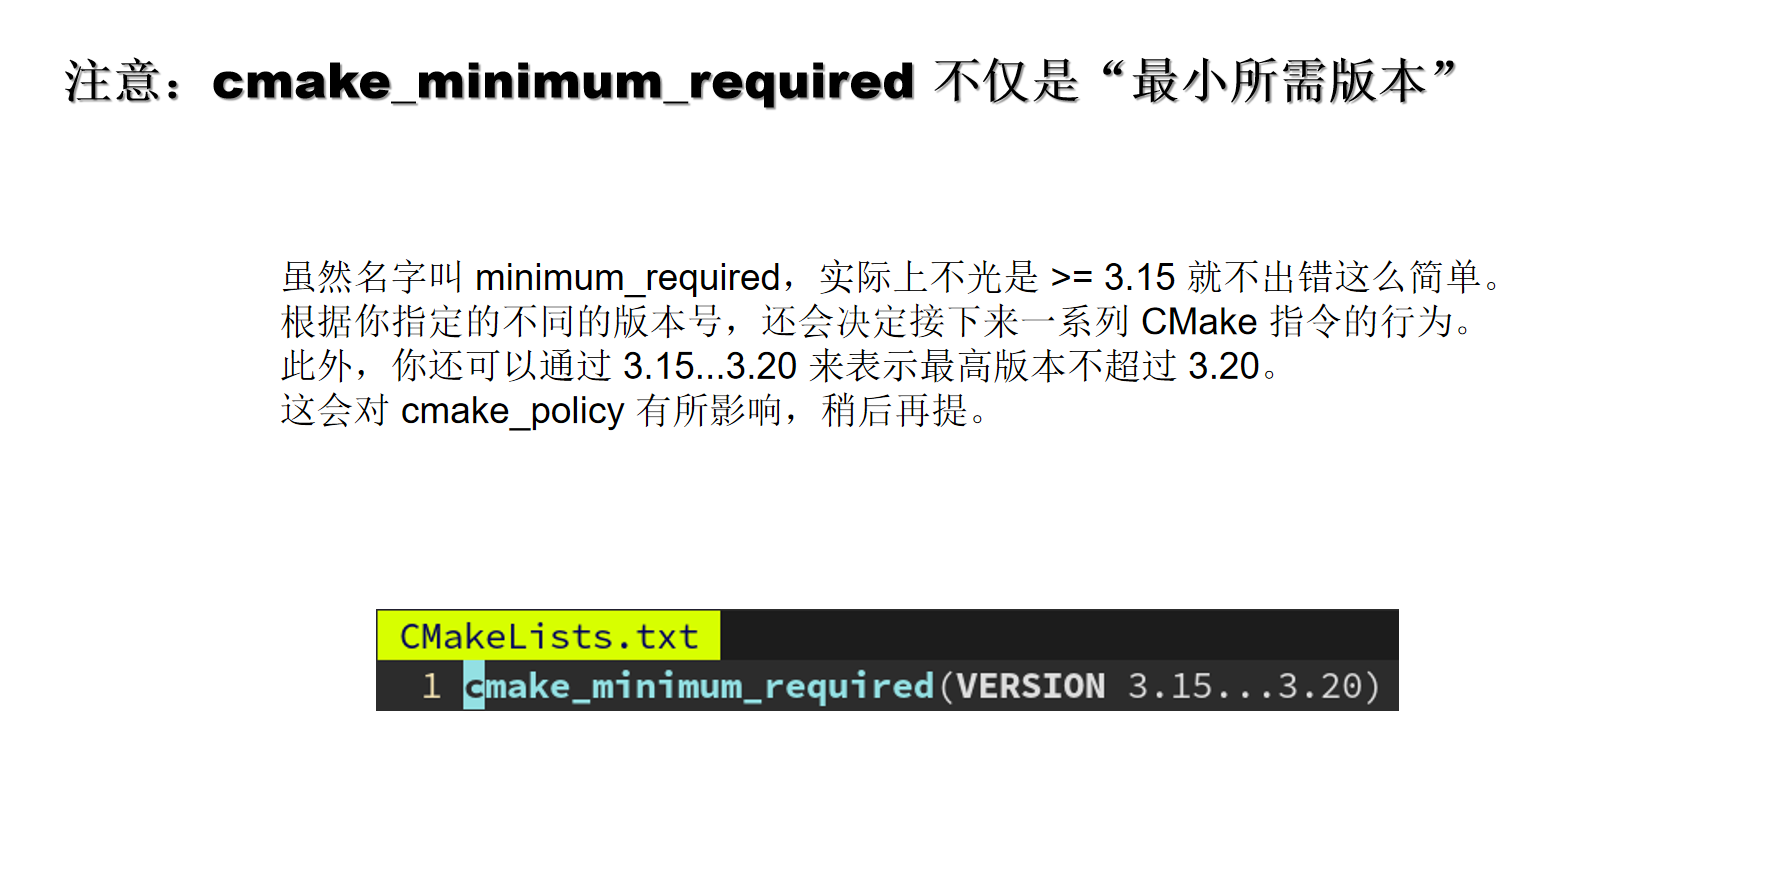 注意：cmake_minimum_required 不仅是“最小所需版本”
虽然名字叫 minimum_required，实际上不光是 >= 3.15 就不出错这么简单。
根据你指定的不同的版本号，还会决定接下来一系列 CMake 指令的行为。
此外，你还可以通过 3.15...3.20 来表示最高版本不超过 3.20。
这会对 cmake_policy 有所影响，稍后再提。
CMakeLists.txt
1 cmake_minimum_required(VERSION 3.15...3.20)